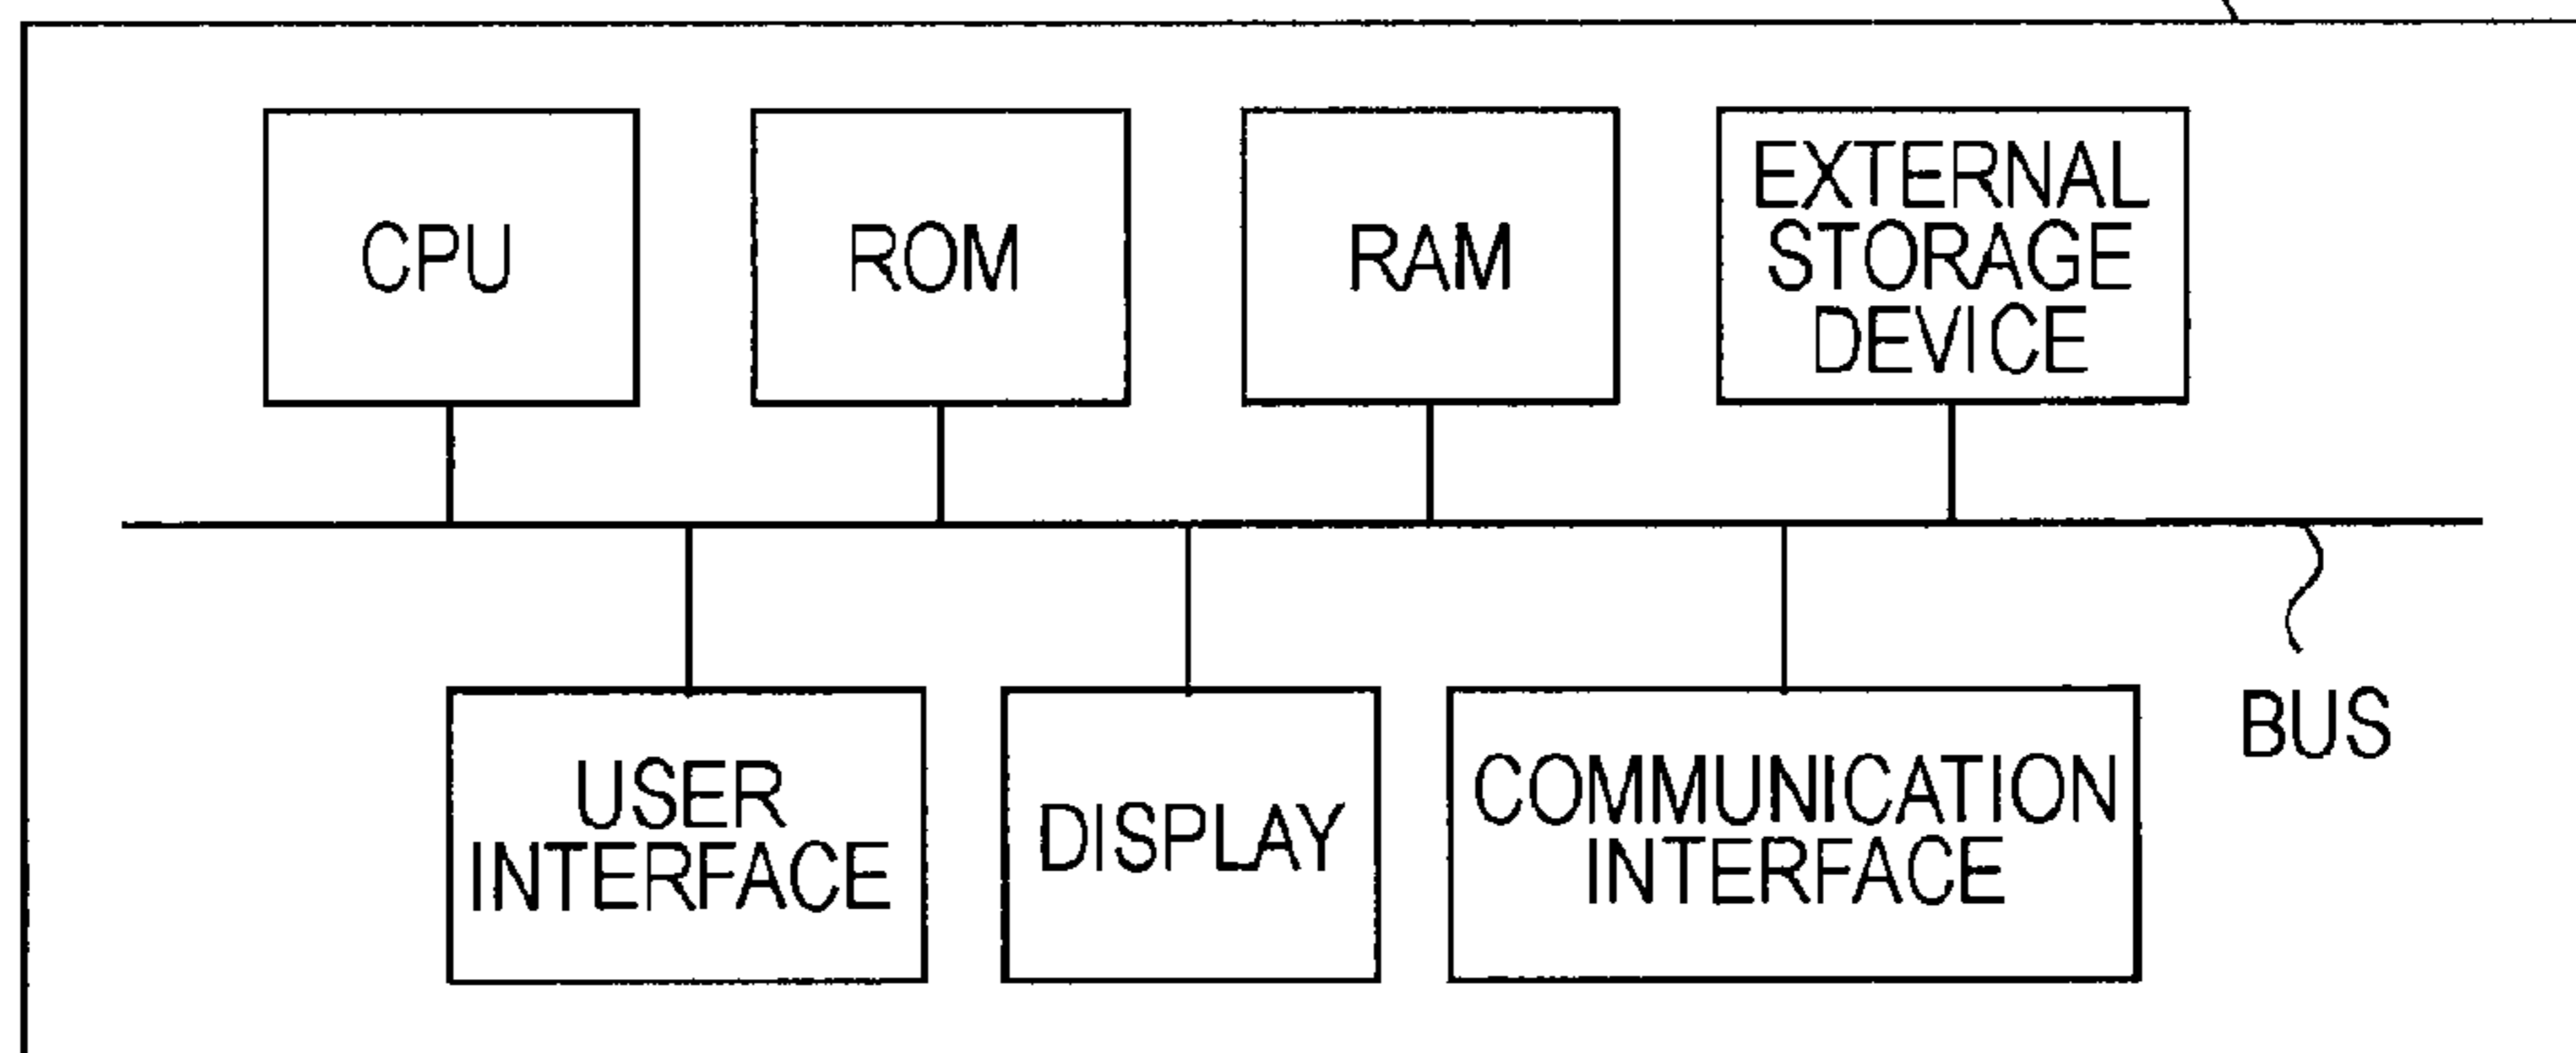 CPU
ROM
RAM
EXTERNAL
STORAGE
DEVICE
USER
INTERFACE
DISPLAY
COMMUNICATION
INTERFACE
BUS